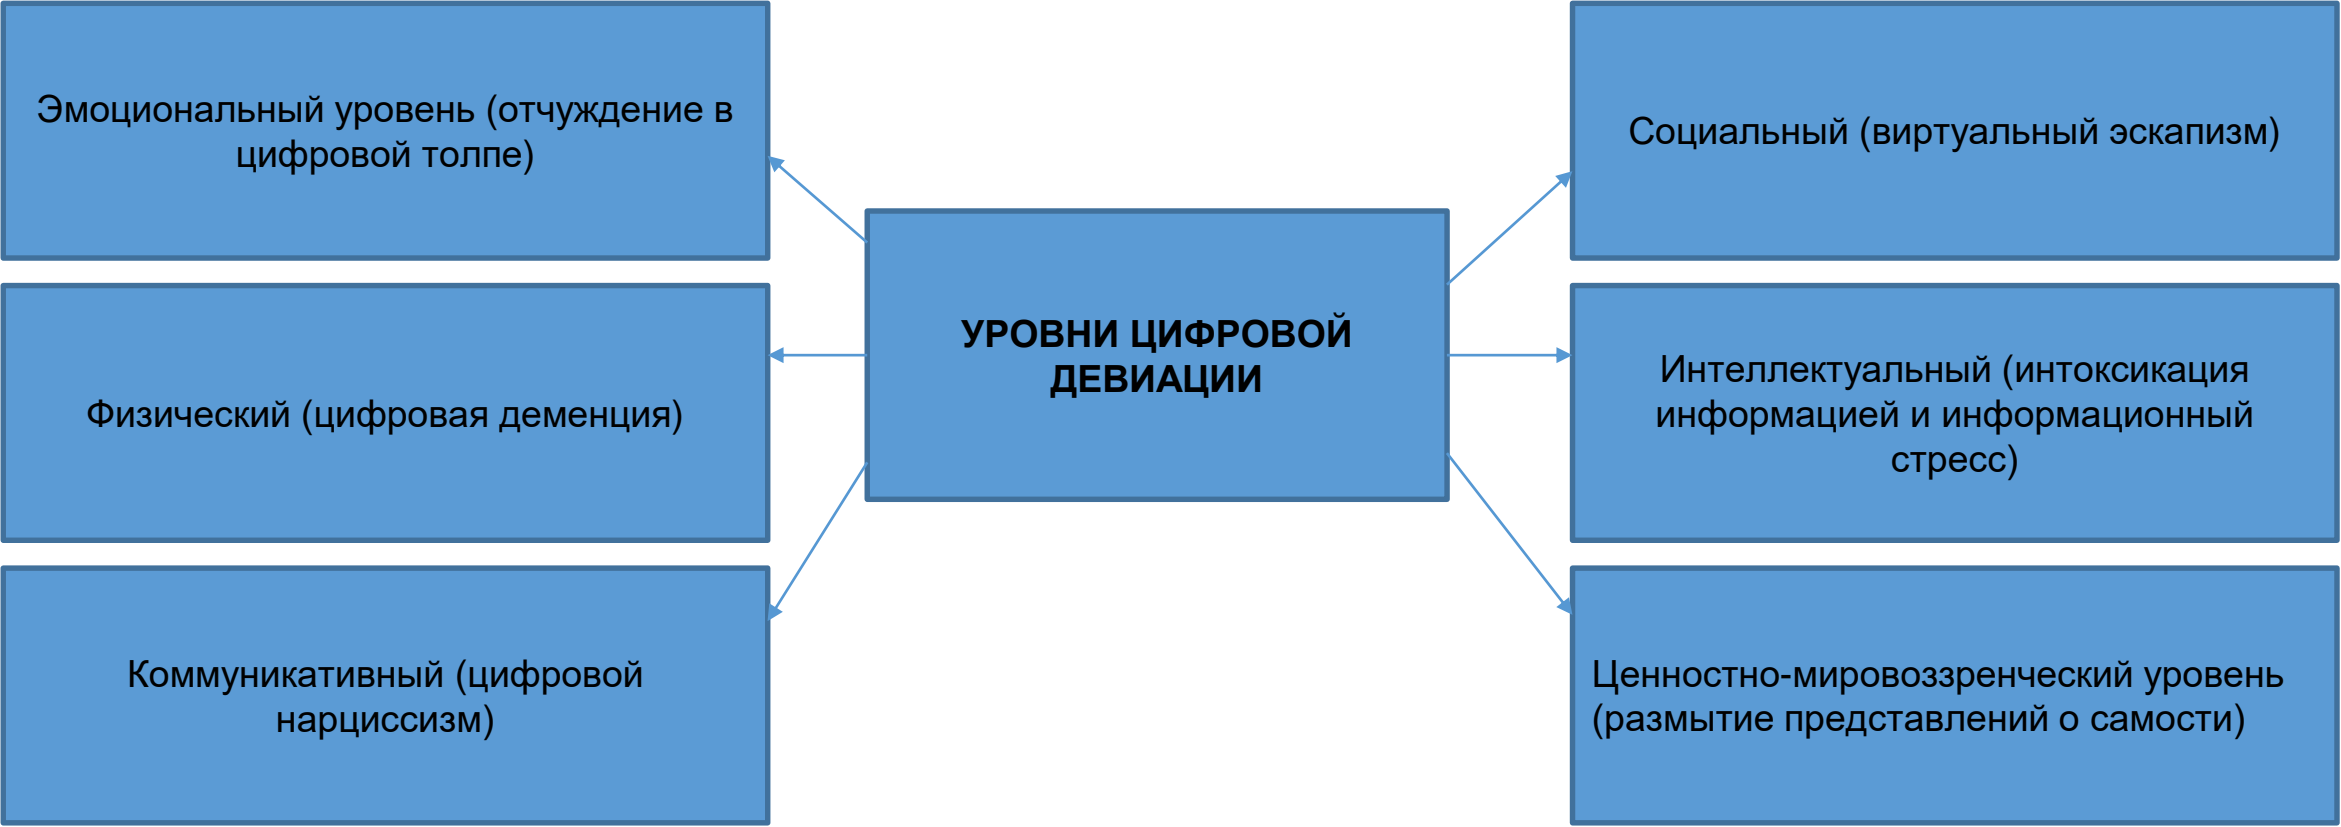 Эмоциональный уровень (отчуждение в
цифровой толпе)
Физический (цифровая деменция)
Коммуникативный (цифровой
нарциссизм)
УРОВНИ ЦИФРОВОЙ
ДЕВИАЦИИ
Социальный (виртуальный эскапизм)
Интеллектуальный (интоксикация
информацией и информационный
стресс)
Ценностно-мировоззренческий уровень
(размытие представлений о самости)